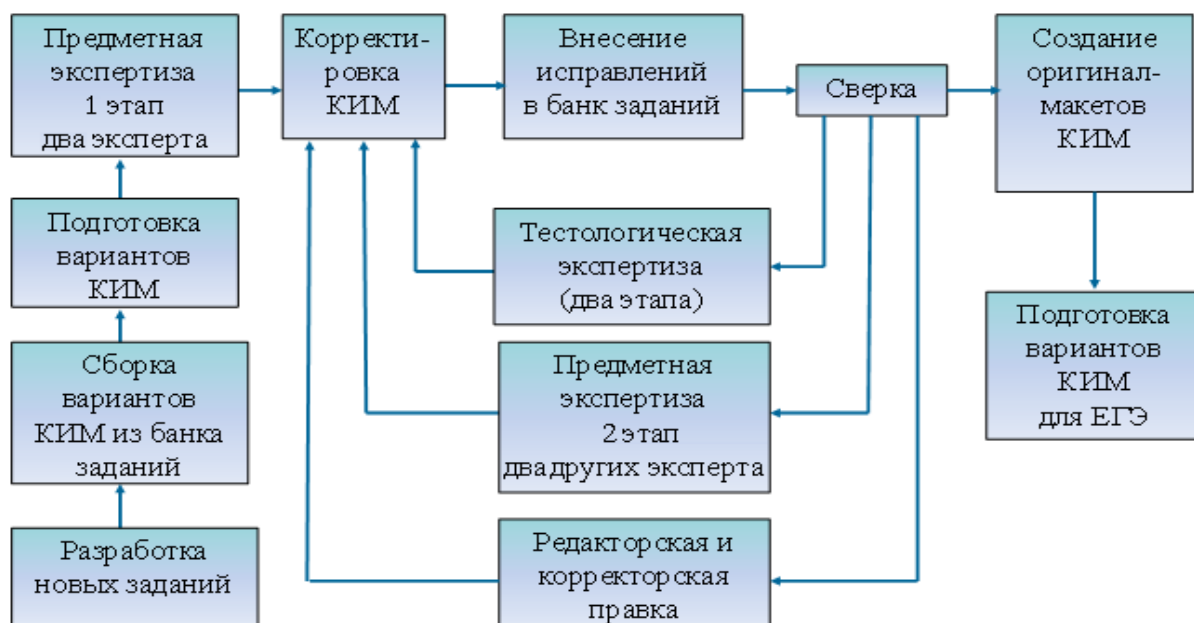 Предметная
экспертиза
1 этап
два эксперта
Корректи-
ровка
КИМ
Внесение
исправлений
в банк заданий
Сверка
Создание
оригинал-
макетов
КИМ
Подготовка
вариантов
КИМ
Тестологическая
экспертиза
(два этапа)
Подготовка
вариантов
КИМ
для ЕГЭ
Сборка
вариантов
КИМ из банка
заданий
Предметная
экспертиза
2 этап
два других эксперта
Разработка
новых заданий
Редакторская и
корректорская
правка